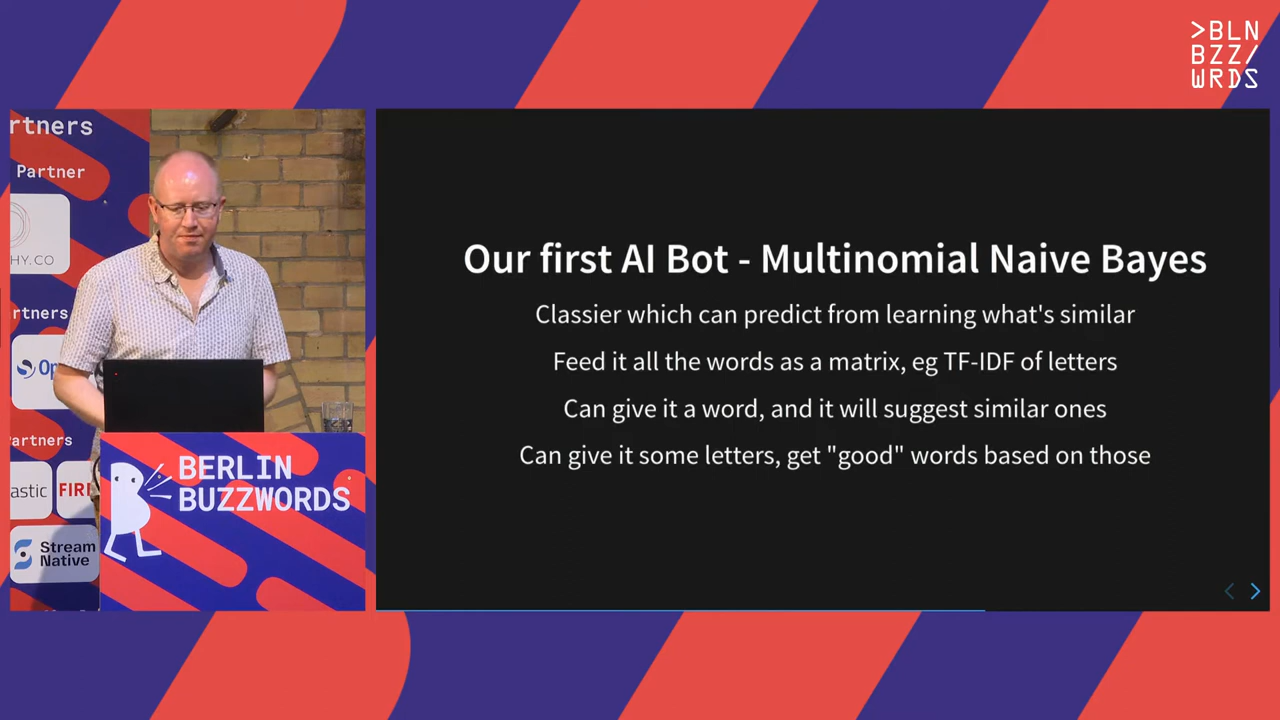 >BLN
BZZ/
WRDS
rtners
Partner
HY.CO
rtners
Op
Partners
astic
FIR
Stream
Native
BERLIN
BUZZWORDS
Our first AI Bot - Multinomial Naive Bayes
Classier which can predict from learning what's similar
Feed it all the words as a matrix, eg TF-IDF of letters
Can give it a word, and it will suggest similar ones
Can give it some letters, get "good" words based on those